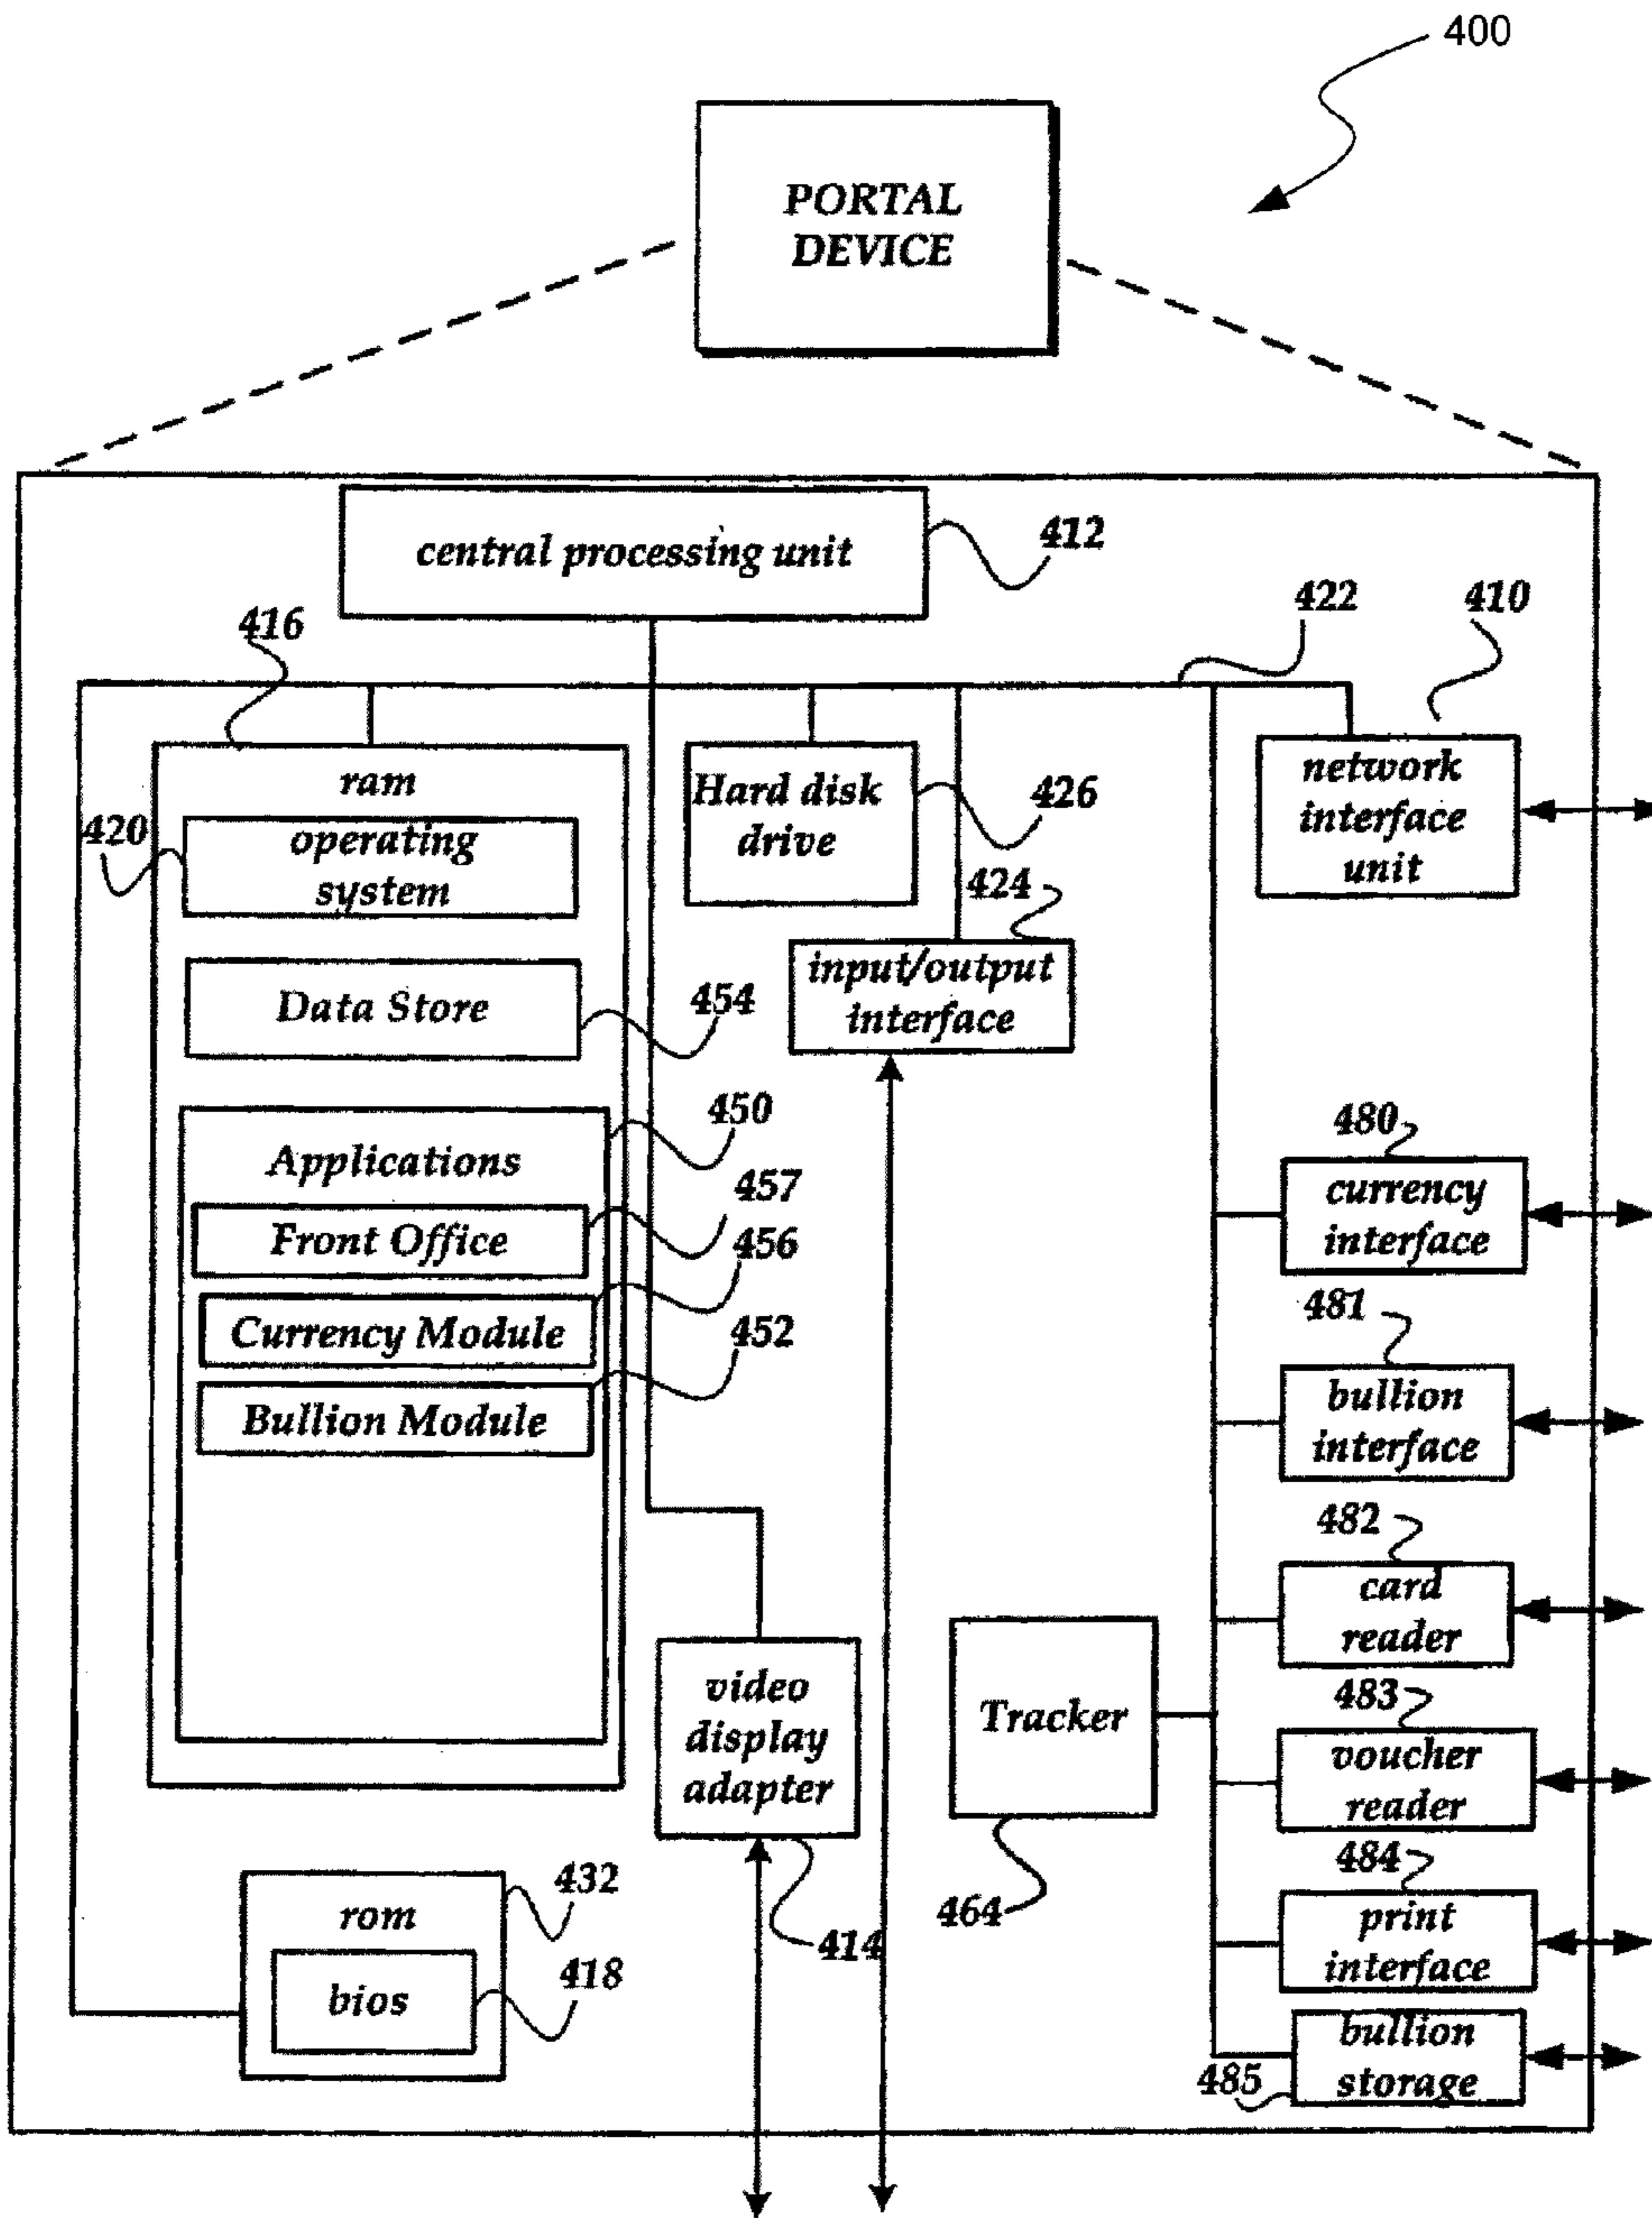 400
PORTAL
DEVICE
central processing unit
412
416
422
410
ram
420
operating
system
Hard disk
drive
426
network
interface
unit
424
input/output
interface
Data Store
454
450
Applications
457
Front Office
456
Currency Module
452
Bullion Module
480
currency
interface
481
bullion
interface
482
card
reader
Tracker
464
video
display
adapter
414
483
voucher
reader
484
print
interface
485
bullion
storage
432
rom
418
bios